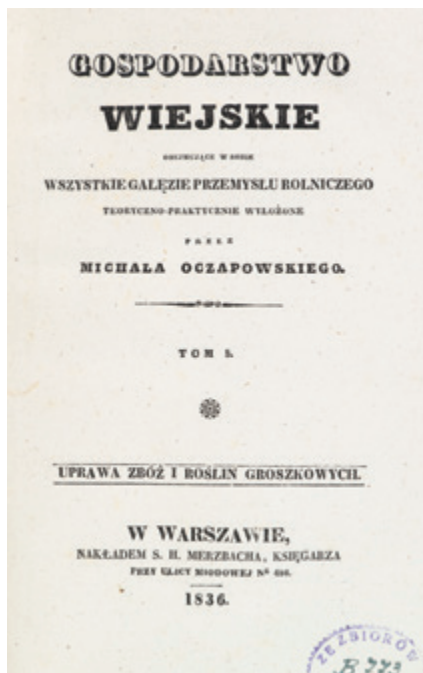 GOSPODARSTWO
WIEJSKIE
OBEJMUJĄCE W SOBIE
WSZYSTKIE GAŁĘZIE PRZEMYSŁU ROLNICZEGO
TEORYCZNO-PRAKTYCZNIE WYŁOŻONE
PRZEZ
MICHAŁA OCZAPOWSKIEGO.
TOM
UPRAWA ZBÓŻ I ROŚLIN GROSZKOWYCH.
W WARSZAWIE,
NAKŁADEM S. H. MERZBACHA, KSIĘGARZA
PRZY ULICY MIODOWEJ Nº
1836.
ZE ZBIORÓW
B 773